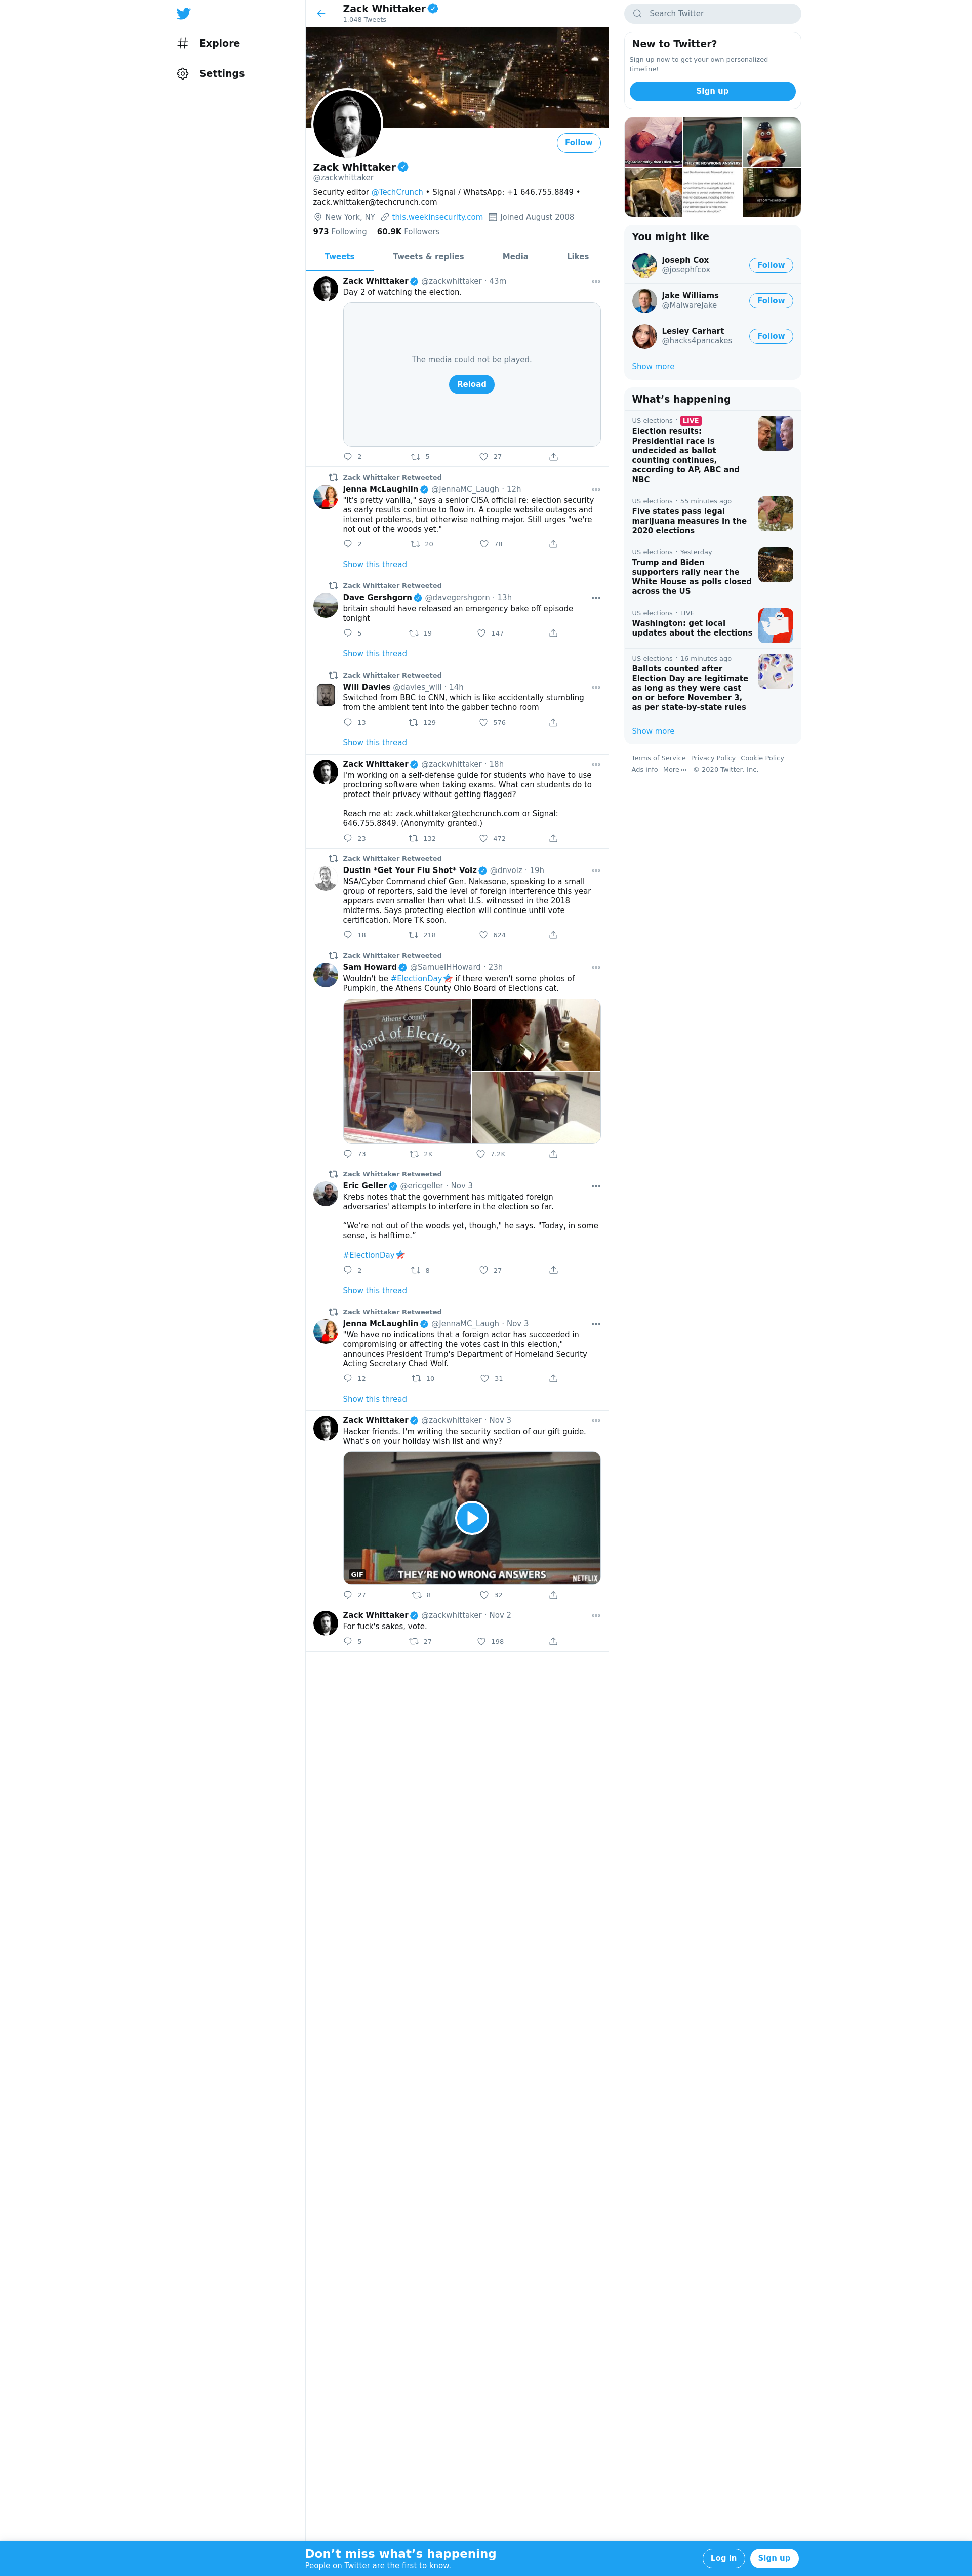 Explore
Settings
Zack Whittaker
1,048 Tweets
Follow
Zack Whittaker
@zackwhittaker
Security editor @TechCrunch • Signal / WhatsApp: +1 646.755.8849 •
zack.whittaker@techcrunch.com
New York, NY this.weekinsecurity.com Joined August 2008
973 Following 60.9K Followers
Tweets Tweets & replies Media Likes
Zack Whittaker @zackwhittaker · 43m
Day 2 of watching the election.
The media could not be played.
Reload
2 5 27
Zack Whittaker Retweeted
Jenna McLaughlin @JennaMC_Laugh · 12h
"It's pretty vanilla," says a senior CISA official re: election security
as early results continue to flow in. A couple website outages and
internet problems, but otherwise nothing major. Still urges "we're
not out of the woods yet."
2 20 78
Show this thread
Zack Whittaker Retweeted
Dave Gershgorn @davegershgorn · 13h
britain should have released an emergency bake off episode
tonight
5 19 147
Show this thread
Zack Whittaker Retweeted
Will Davies @davies_will · 14h
Switched from BBC to CNN, which is like accidentally stumbling
from the ambient tent into the gabber techno room
13 129 576
Show this thread
Zack Whittaker @zackwhittaker · 18h
I'm working on a self-defense guide for students who have to use
proctoring software when taking exams. What can students do to
protect their privacy without getting flagged?
Reach me at: zack.whittaker@techcrunch.com or Signal:
646.755.8849. (Anonymity granted.)
23 132 472
Zack Whittaker Retweeted
Dustin *Get Your Flu Shot* Volz @dnvolz · 19h
NSA/Cyber Command chief Gen. Nakasone, speaking to a small
group of reporters, said the level of foreign interference this year
appears even smaller than what U.S. witnessed in the 2018
midterms. Says protecting election will continue until vote
certification. More TK soon.
18 218 624
Zack Whittaker Retweeted
Sam Howard @SamuelHHoward · 23h
Wouldn't be #ElectionDay if there weren't some photos of
Pumpkin, the Athens County Ohio Board of Elections cat.
Athens County
Board of Elections
73 2K 7.2K
Zack Whittaker Retweeted
Eric Geller @ericgeller · Nov 3
Krebs notes that the government has mitigated foreign
adversaries' attempts to interfere in the election so far.
“We’re not out of the woods yet, though," he says. "Today, in some
sense, is halftime.”
#ElectionDay
2 8 27
Show this thread
Zack Whittaker Retweeted
Jenna McLaughlin @JennaMC_Laugh · Nov 3
"We have no indications that a foreign actor has succeeded in
compromising or affecting the votes cast in this election,"
announces President Trump's Department of Homeland Security
Acting Secretary Chad Wolf.
12 10 31
Show this thread
Zack Whittaker @zackwhittaker · Nov 3
Hacker friends. I'm writing the security section of our gift guide.
What's on your holiday wish list and why?
GIF THEY'RE NO WRONG ANSWERS NETFLIX
27 8 32
Zack Whittaker @zackwhittaker · Nov 2
For fuck's sakes, vote.
5 27 198
Search Twitter
New to Twitter?
Sign up now to get your own personalized
timeline!
Sign up
THEY'RE NO WRONG ANSWERS
You might like
Joseph Cox
@josephfcox
Follow
Jake Williams
@MalwareJake
Follow
Lesley Carhart
@hacks4pancakes
Follow
Show more
What’s happening
US elections · LIVE
Election results:
Presidential race is
undecided as ballot
counting continues,
according to AP, ABC and
NBC
US elections · 55 minutes ago
Five states pass legal
marijuana measures in the
2020 elections
US elections · Yesterday
Trump and Biden
supporters rally near the
White House as polls closed
across the US
US elections · LIVE
Washington: get local
updates about the elections
US elections · 16 minutes ago
Ballots counted after
Election Day are legitimate
as long as they were cast
on or before November 3,
as per state-by-state rules
Show more
Terms of Service Privacy Policy Cookie Policy
Ads info More © 2020 Twitter, Inc.
Don’t miss what’s happening
People on Twitter are the first to know.
Log in Sign up